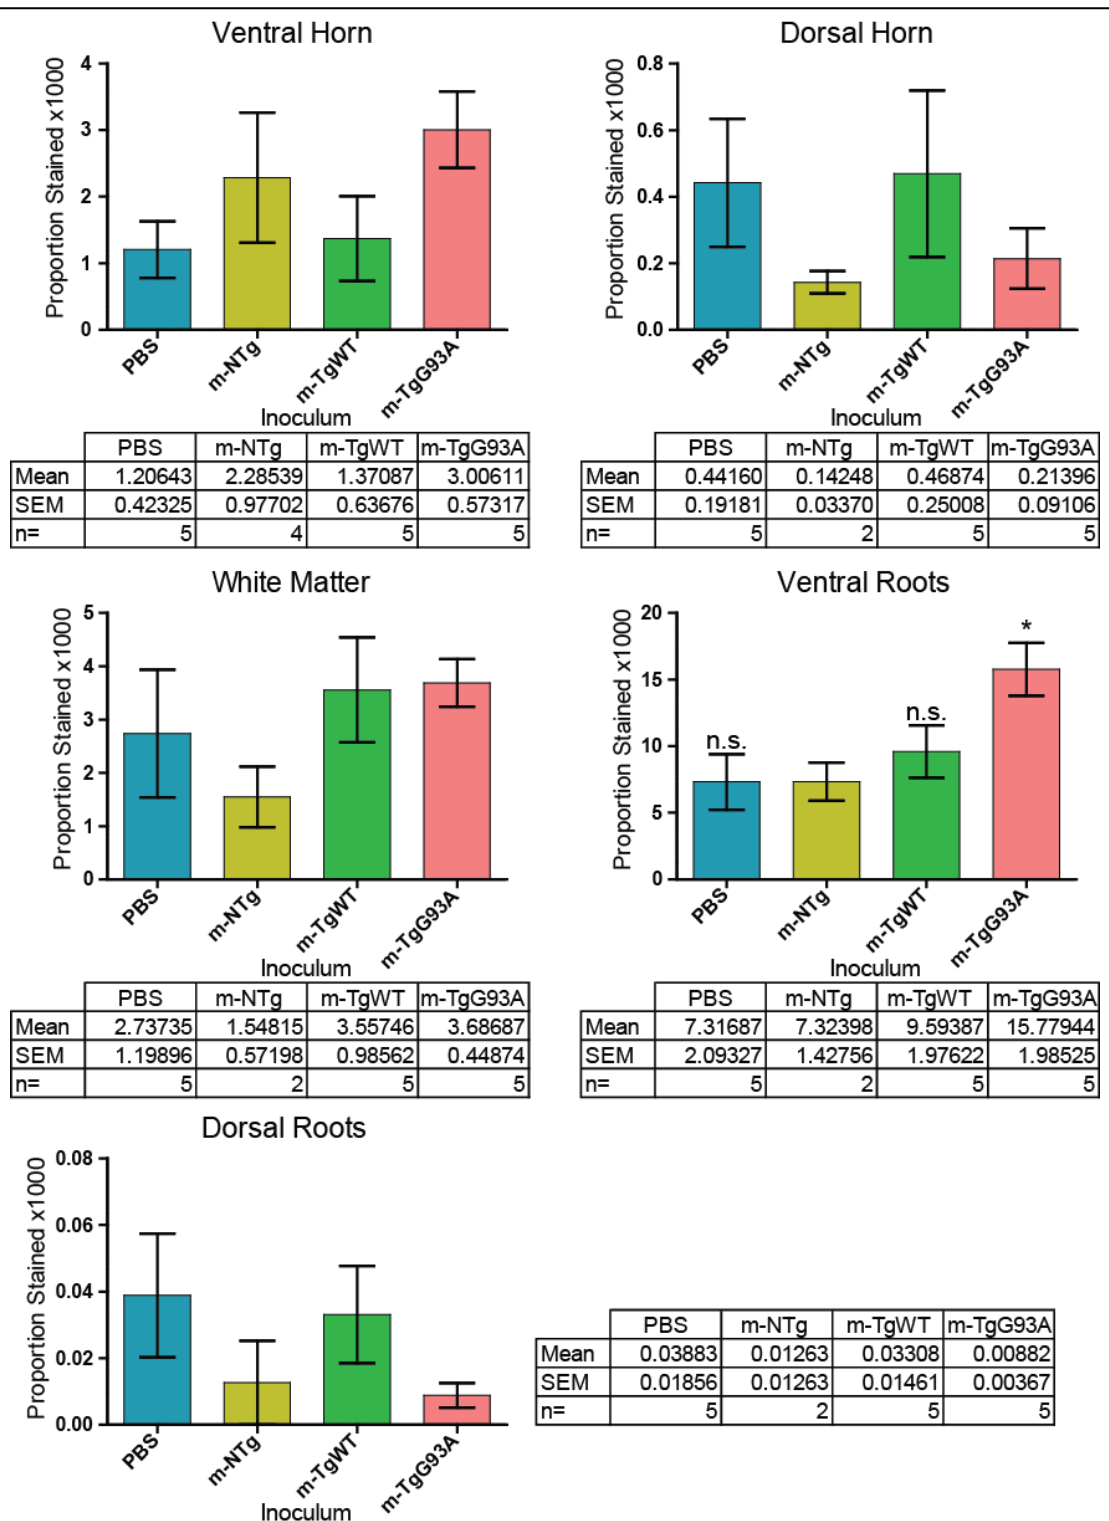 Ventral Horn
Proportion Stained x1000
4
3
2
1
0
PBS
m-NTg
m-TgWT
m-TgG93A
Inoculum
PBS m-NTg m-TgWT m-TgG93A
Mean 1.20643 2.28539 1.37087 3.00611
SEM 0.42325 0.97702 0.63676 0.57317
n= 5 4 5 5
Dorsal Horn
Proportion Stained x1000
0.8
0.6
0.4
0.2
0.0
PBS
m-NTg
m-TgWT
m-TgG93A
Inoculum
PBS m-NTg m-TgWT m-TgG93A
Mean 0.44160 0.14248 0.46874 0.21396
SEM 0.19181 0.03370 0.25008 0.09106
n= 5 2 5 5
White Matter
Proportion Stained x1000
5
4
3
2
1
0
PBS
m-NTg
m-TgWT
m-TgG93A
Inoculum
PBS m-NTg m-TgWT m-TgG93A
Mean 2.73735 1.54815 3.55746 3.68687
SEM 1.19896 0.57198 0.98562 0.44874
n= 5 2 5 5
Ventral Roots
Proportion Stained x1000
20
15
10
5
0
n.s.
n.s.
*
PBS
m-NTg
m-TgWT
m-TgG93A
Inoculum
PBS m-NTg m-TgWT m-TgG93A
Mean 7.31687 7.32398 9.59387 15.77944
SEM 2.09327 1.42756 1.97622 1.98525
n= 5 2 5 5
Dorsal Roots
Proportion Stained x1000
0.08
0.06
0.04
0.02
0.00
PBS
m-NTg
m-TgWT
m-TgG93A
Inoculum
PBS m-NTg m-TgWT m-TgG93A
Mean 0.03883 0.01263 0.03308 0.00882
SEM 0.01856 0.01263 0.01461 0.00367
n= 5 2 5 5